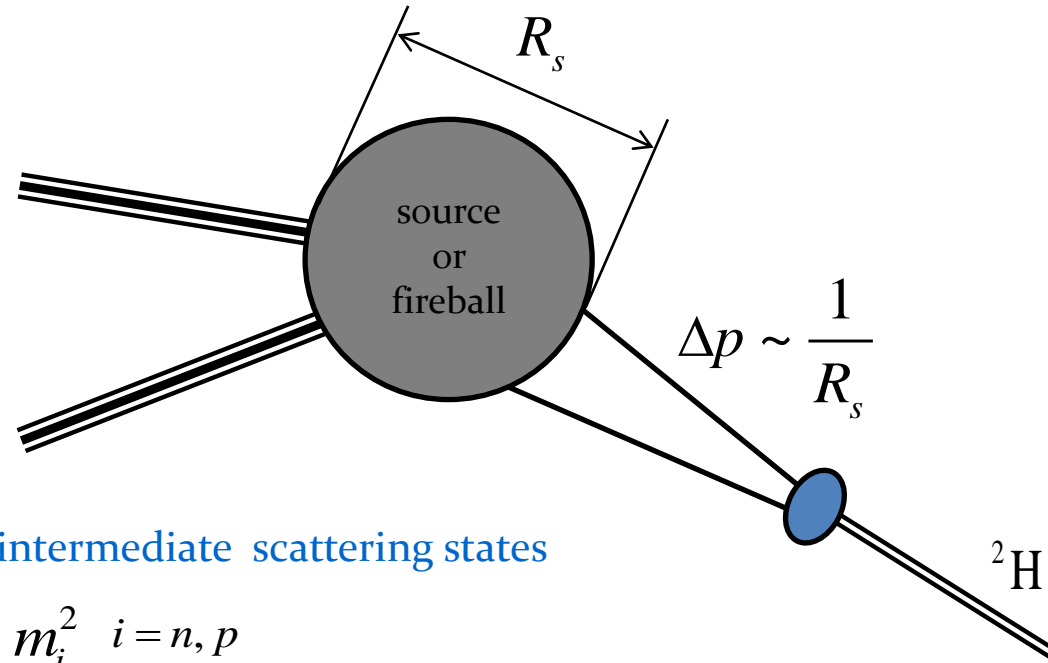 R_s
source
or
fireball
Δp ~ 1/R_s
intermediate scattering states
²H
m_i² i = n, p